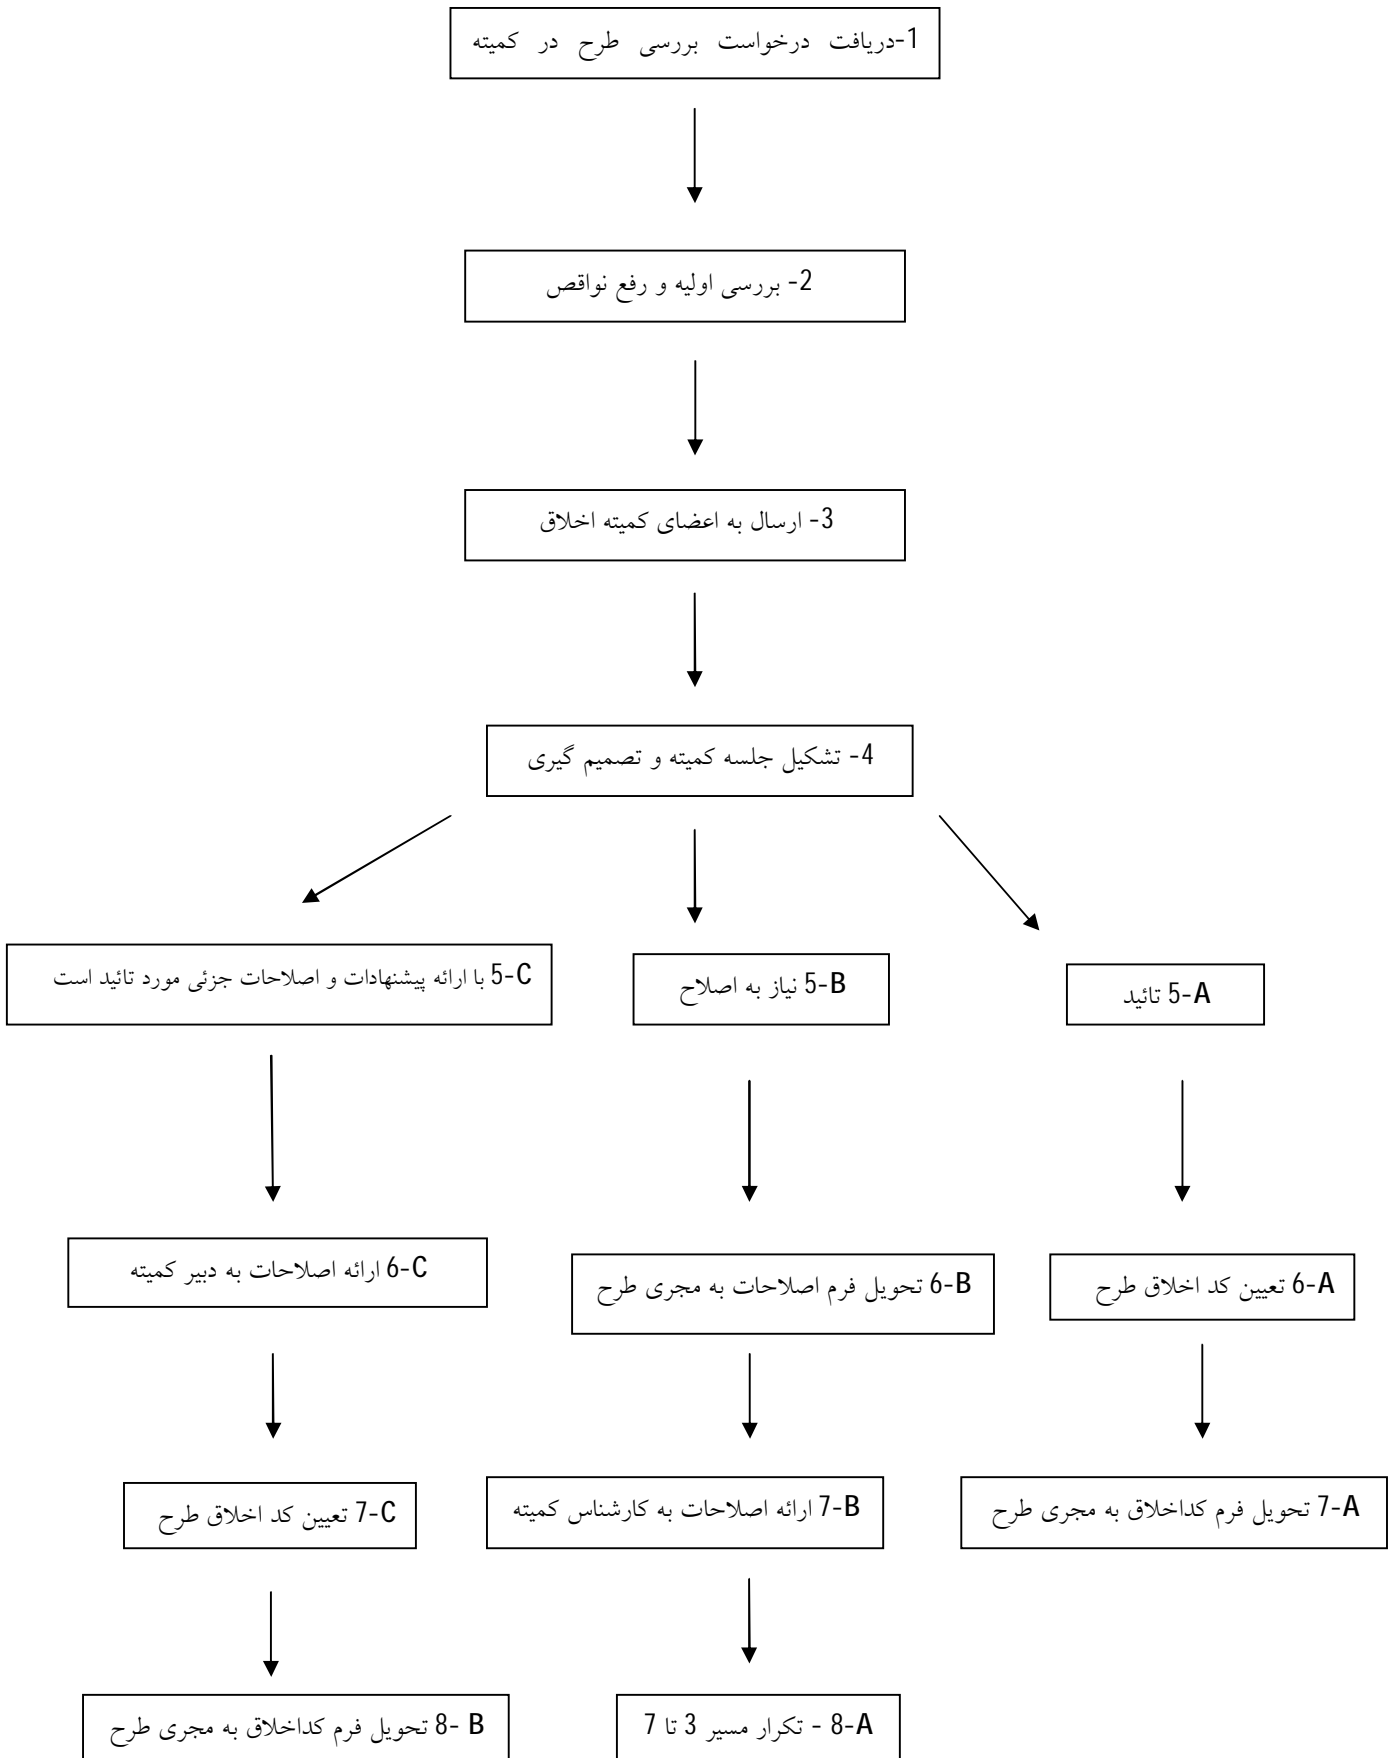 1-دریافت درخواست بررسی طرح در کمیته
2- بررسی اولیه و رفع نواقص
3- ارسال به اعضای کمیته اخلاق
4- تشکیل جلسه کمیته و تصمیم گیری
5-A تائید
5-B نیاز به اصلاح
5-C با ارائه پیشنهادات و اصلاحات جزئی مورد تائید است
6-A تعیین کد اخلاق طرح
6-B تحویل فرم اصلاحات به مجری طرح
6-C ارائه اصلاحات به دبیر کمیته
7-A تحویل فرم کداخلاق به مجری طرح
7-B ارائه اصلاحات به کارشناس کمیته
7-C تعیین کد اخلاق طرح
8-A - تکرار مسیر 3 تا 7
8- B تحویل فرم کداخلاق به مجری طرح